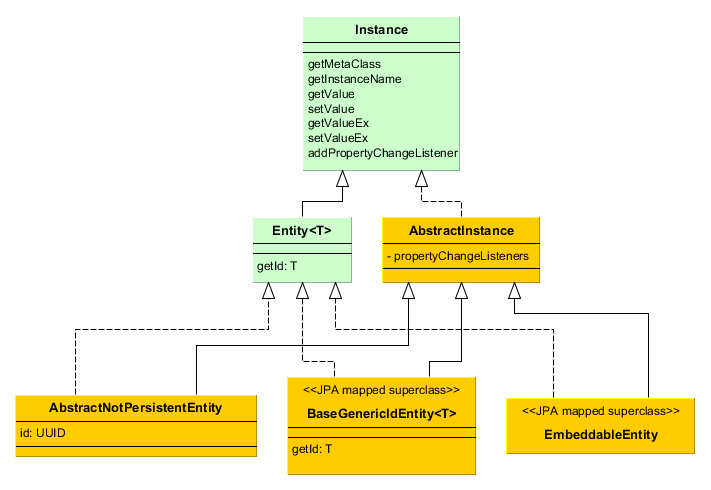 Instance
getMetaClass
getInstanceName
getValue
setValue
getValueEx
setValueEx
addPropertyChangeListener
Entity<T>
getId: T
AbstractInstance
- propertyChangeListeners
AbstractNotPersistentEntity
id: UUID
<<JPA mapped superclass>>
BaseGenericIdEntity<T>
getId: T
<<JPA mapped superclass>>
EmbeddableEntity